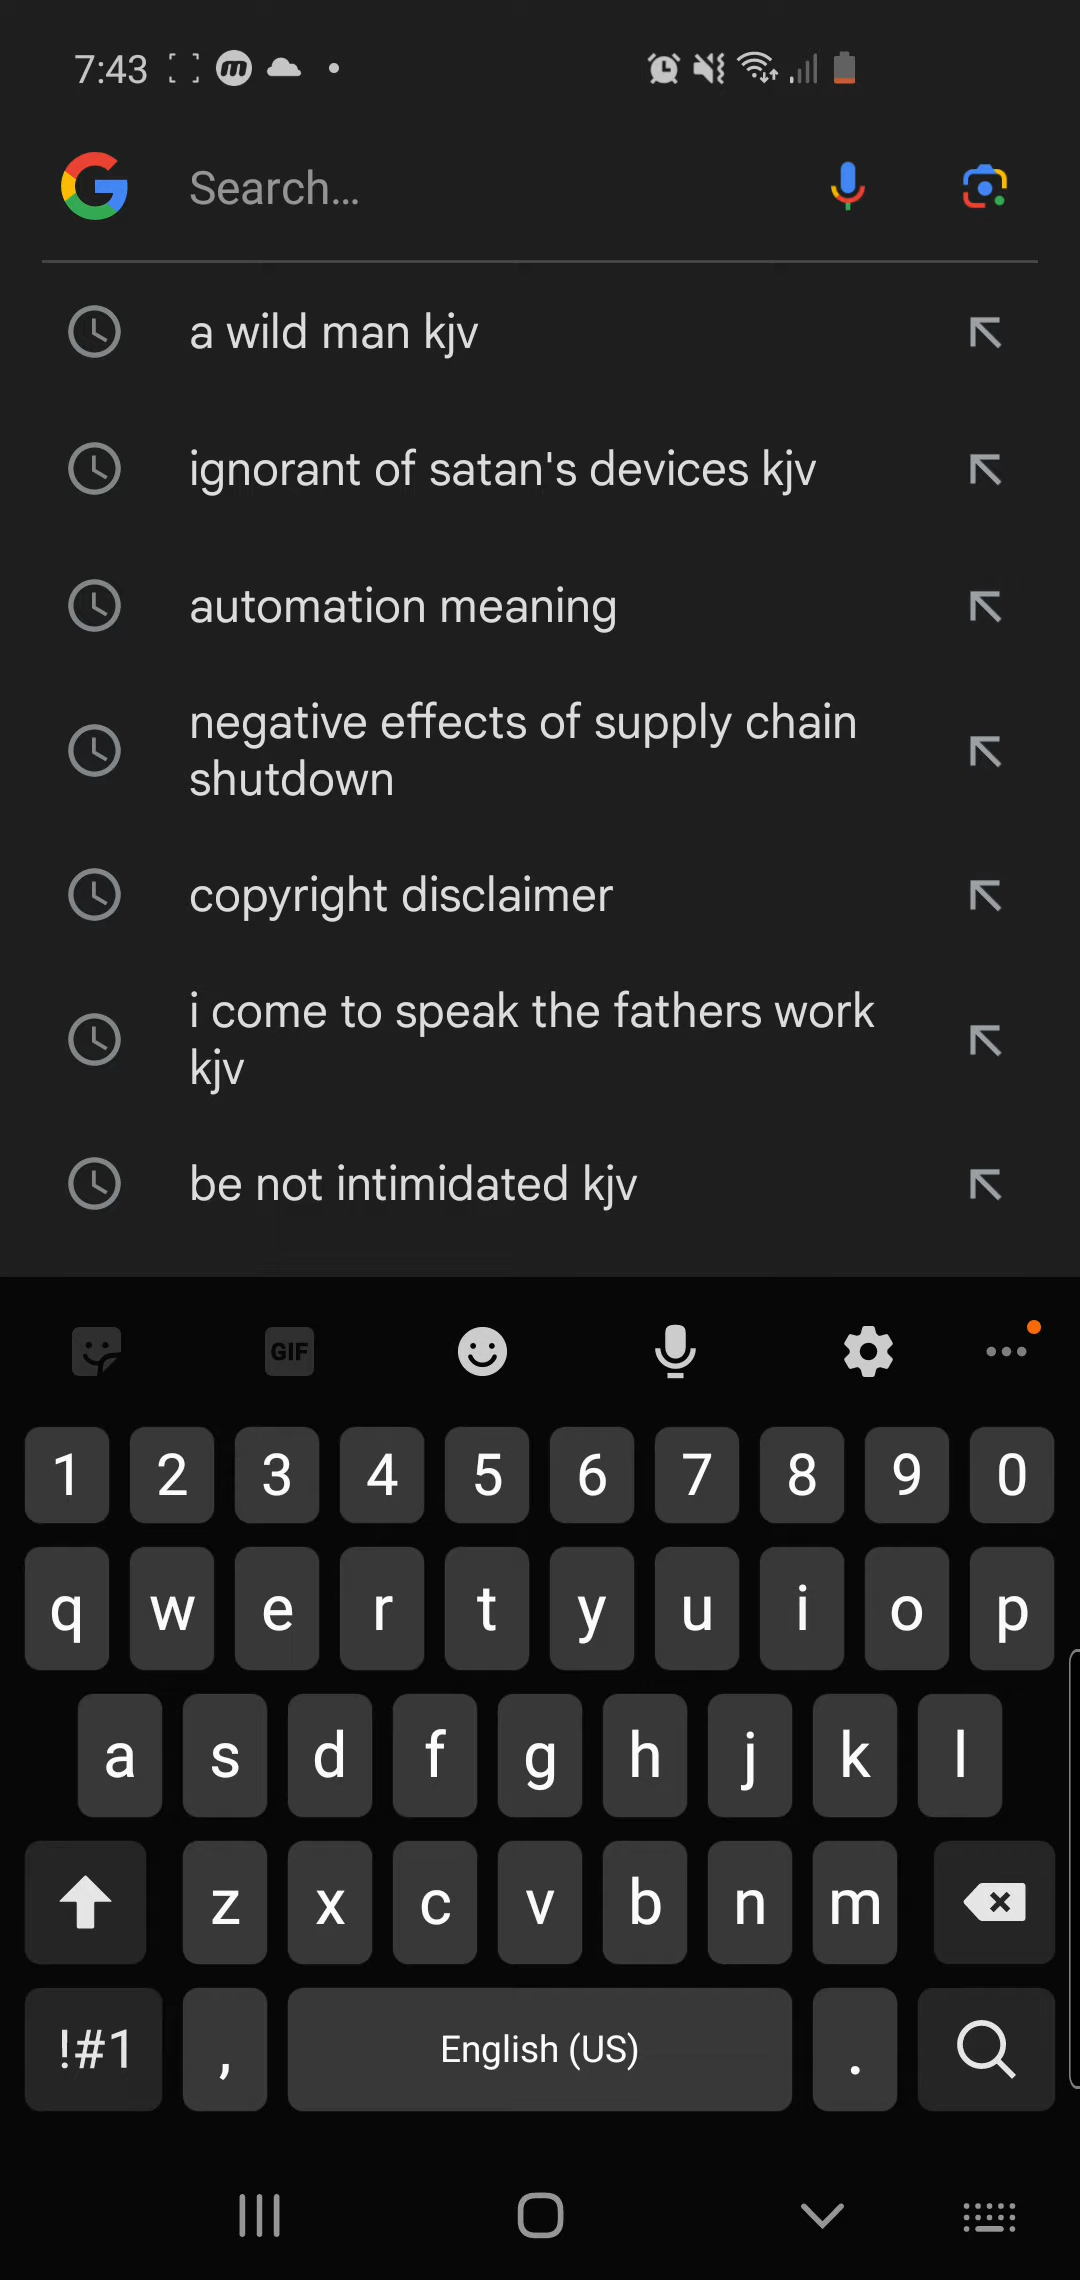 7:43
Search...
a wild man kjv
ignorant of satan's devices kjv
automation meaning
negative effects of supply chain
shutdown
copyright disclaimer
i come to speak the fathers work
kjv
be not intimidated kjv
GIF
1 2 3 4 5 6 7 8 9 0
q w e r t y u i o p
a s d f g h j k l
z x c v b n m
!#1 , English (US) .